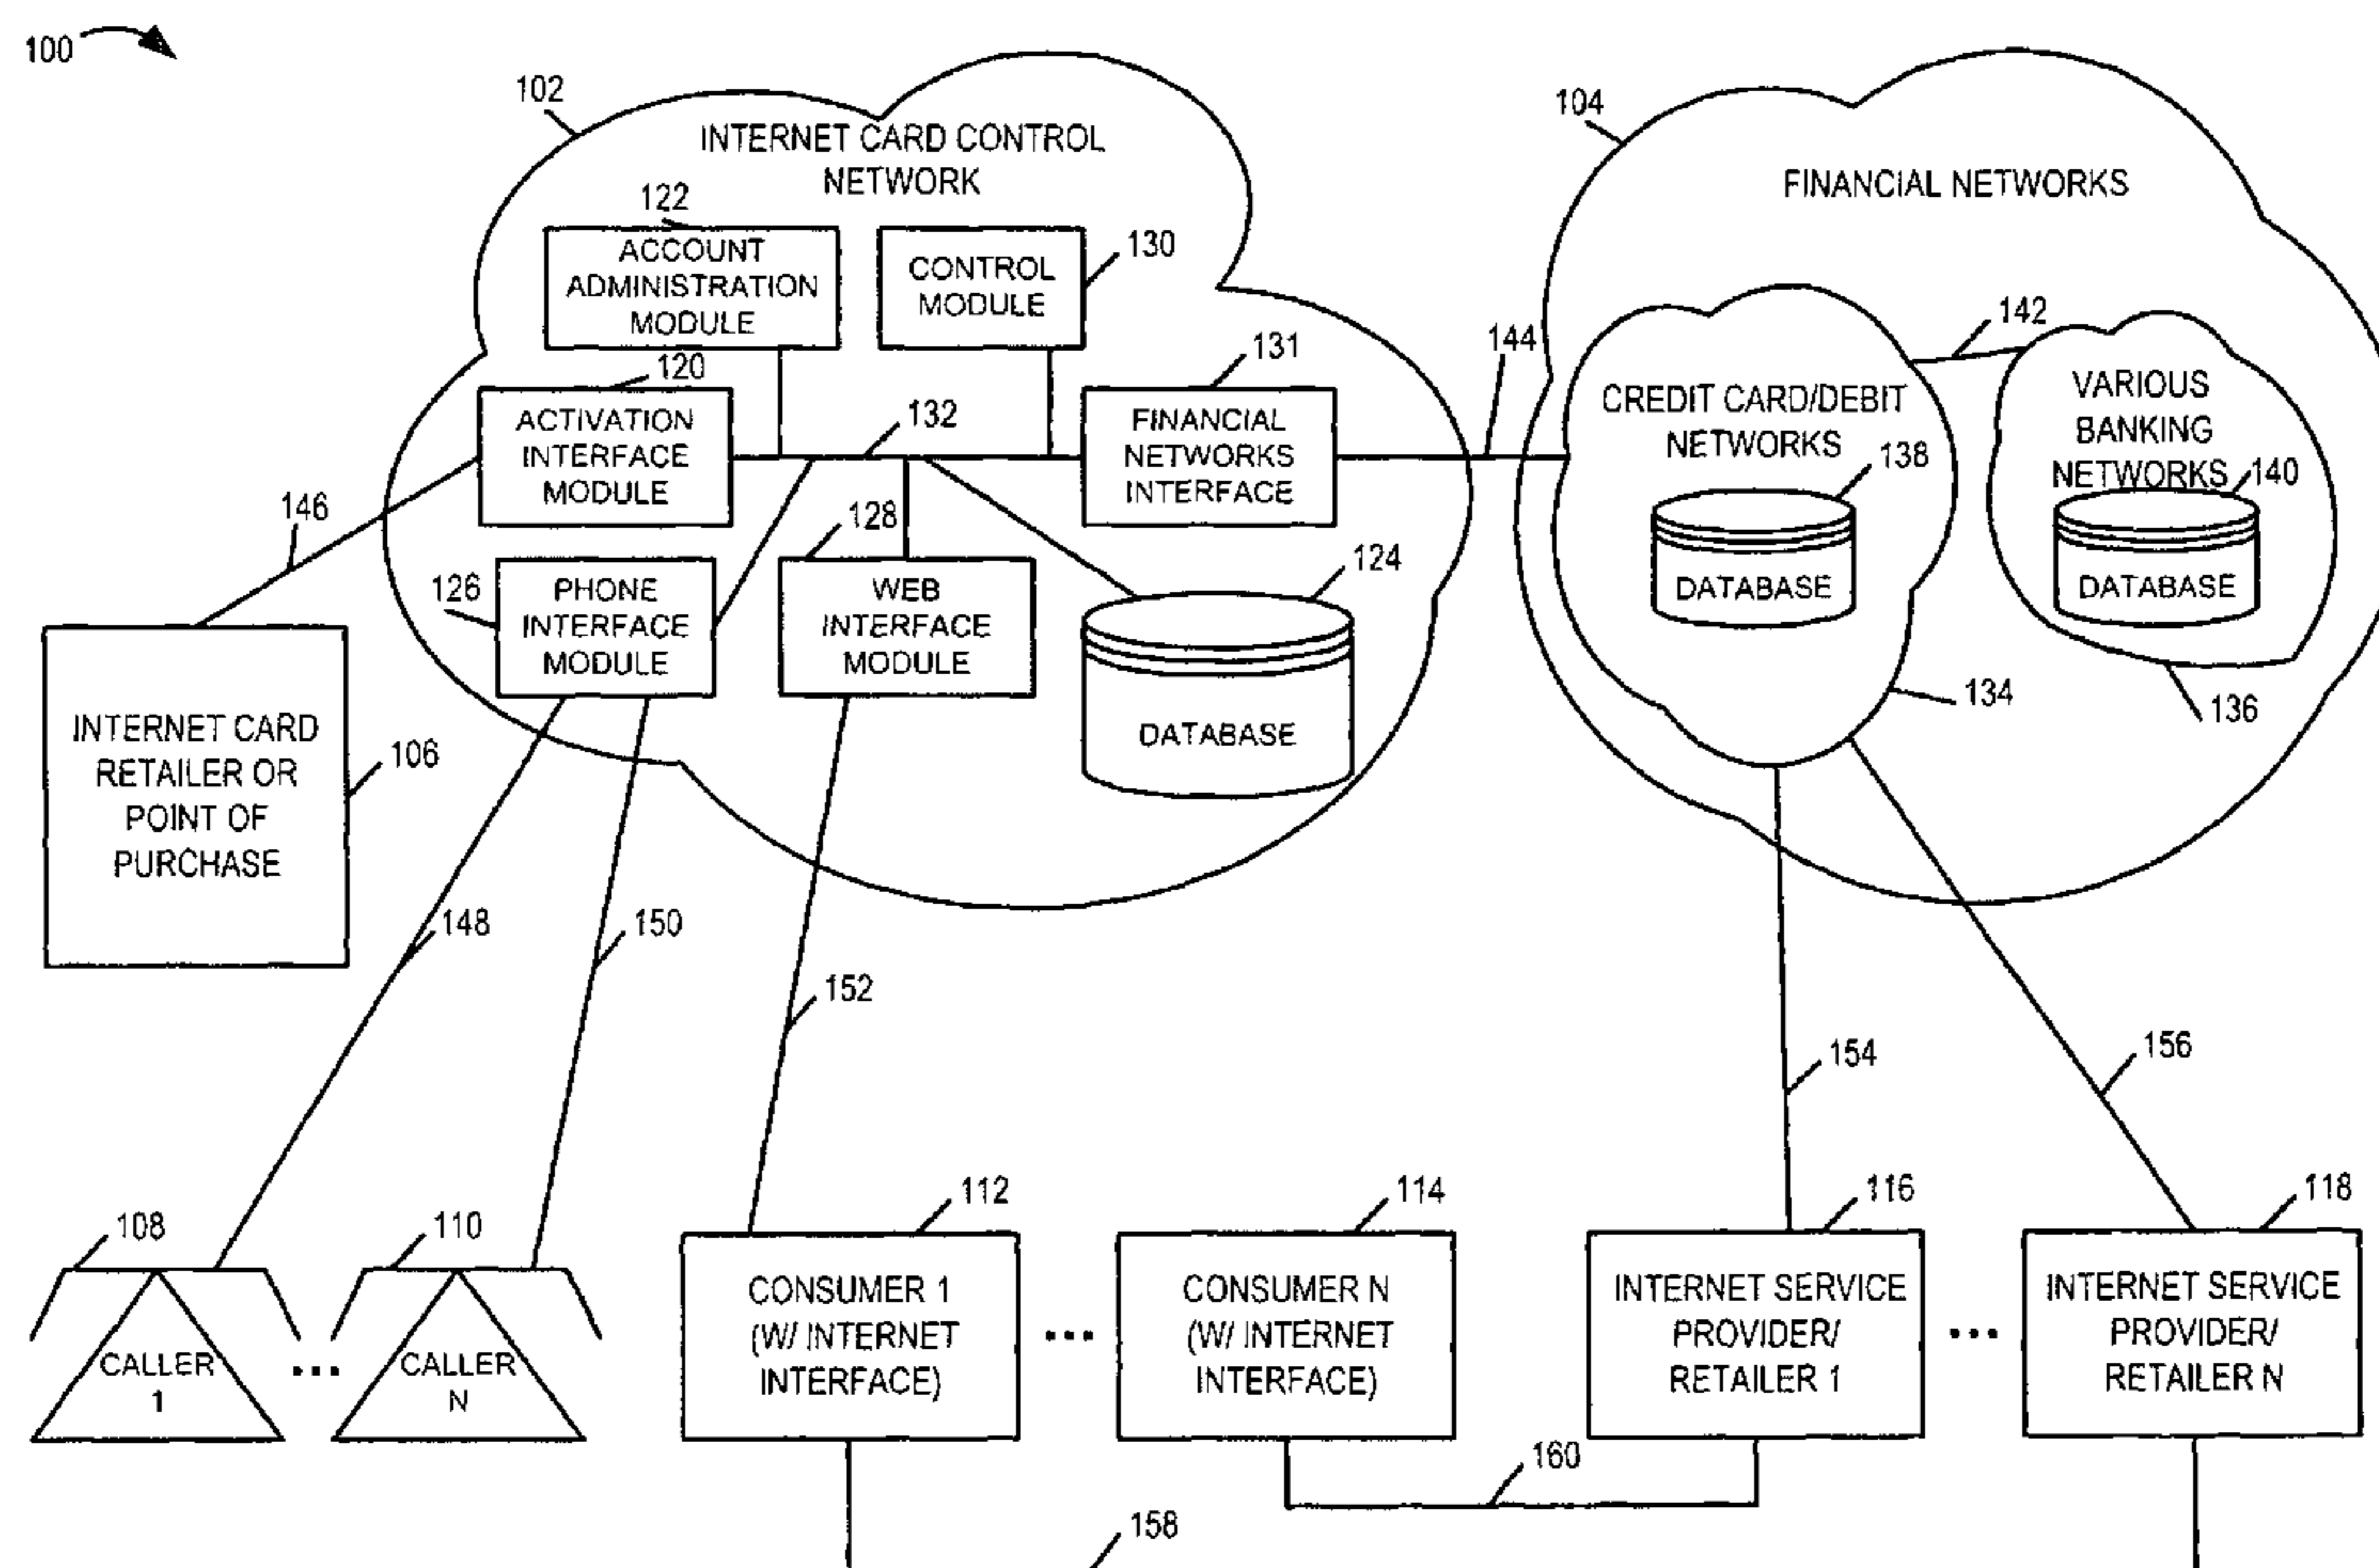 100
102
INTERNET CARD CONTROL
NETWORK
104
FINANCIAL NETWORKS
122
ACCOUNT
ADMINISTRATION
MODULE
CONTROL
MODULE
130
120
ACTIVATION
INTERFACE
MODULE
132
131
FINANCIAL
NETWORKS
INTERFACE
144
142
CREDIT CARD/DEBIT
NETWORKS
138
DATABASE
VARIOUS
BANKING
NETWORKS
140
DATABASE
146
126
PHONE
INTERFACE
MODULE
128
WEB
INTERFACE
MODULE
124
DATABASE
134
136
INTERNET CARD
RETAILER OR
POINT OF
PURCHASE
106
148
150
152
154
156
108
CALLER
1
...
110
CALLER
N
112
CONSUMER 1
(W/ INTERNET
INTERFACE)
...
114
CONSUMER N
(W/ INTERNET
INTERFACE)
116
INTERNET SERVICE
PROVIDER/
RETAILER 1
...
118
INTERNET SERVICE
PROVIDER/
RETAILER N
160
158